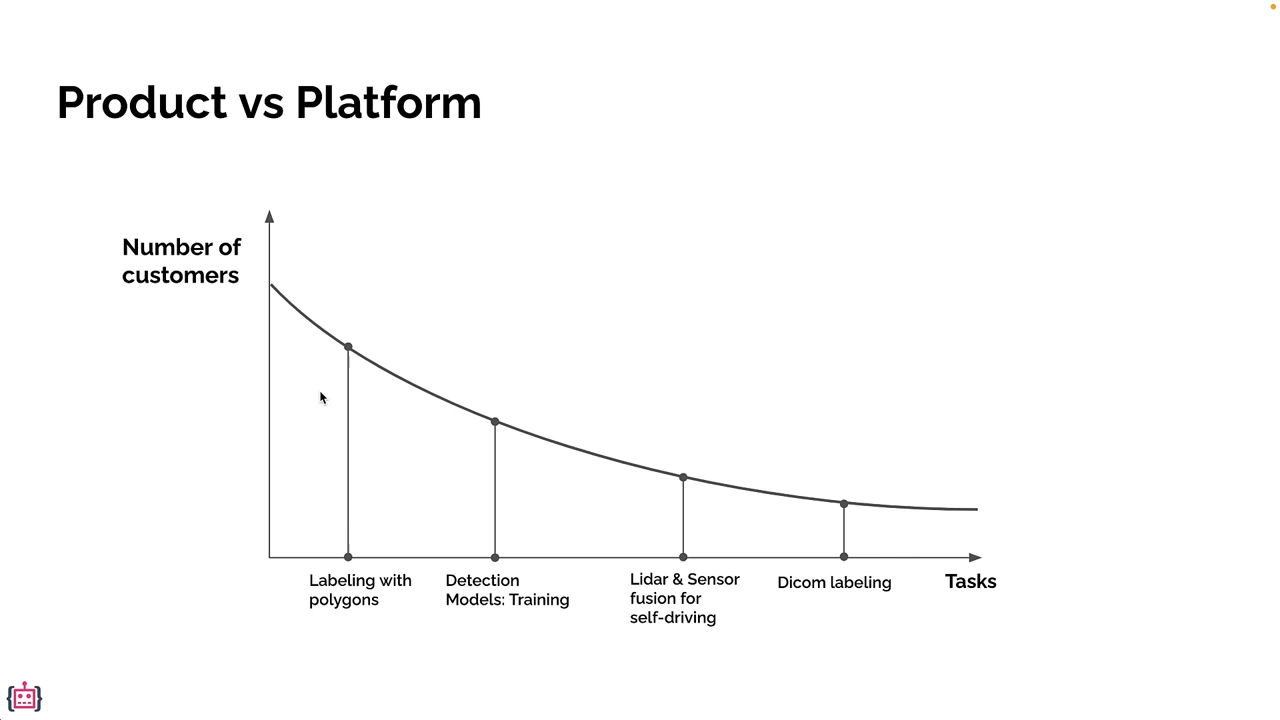 Product vs Platform
Number of
customers
Labeling with
polygons
Detection
Models: Training
Lidar & Sensor
fusion for
self-driving
Dicom labeling
Tasks